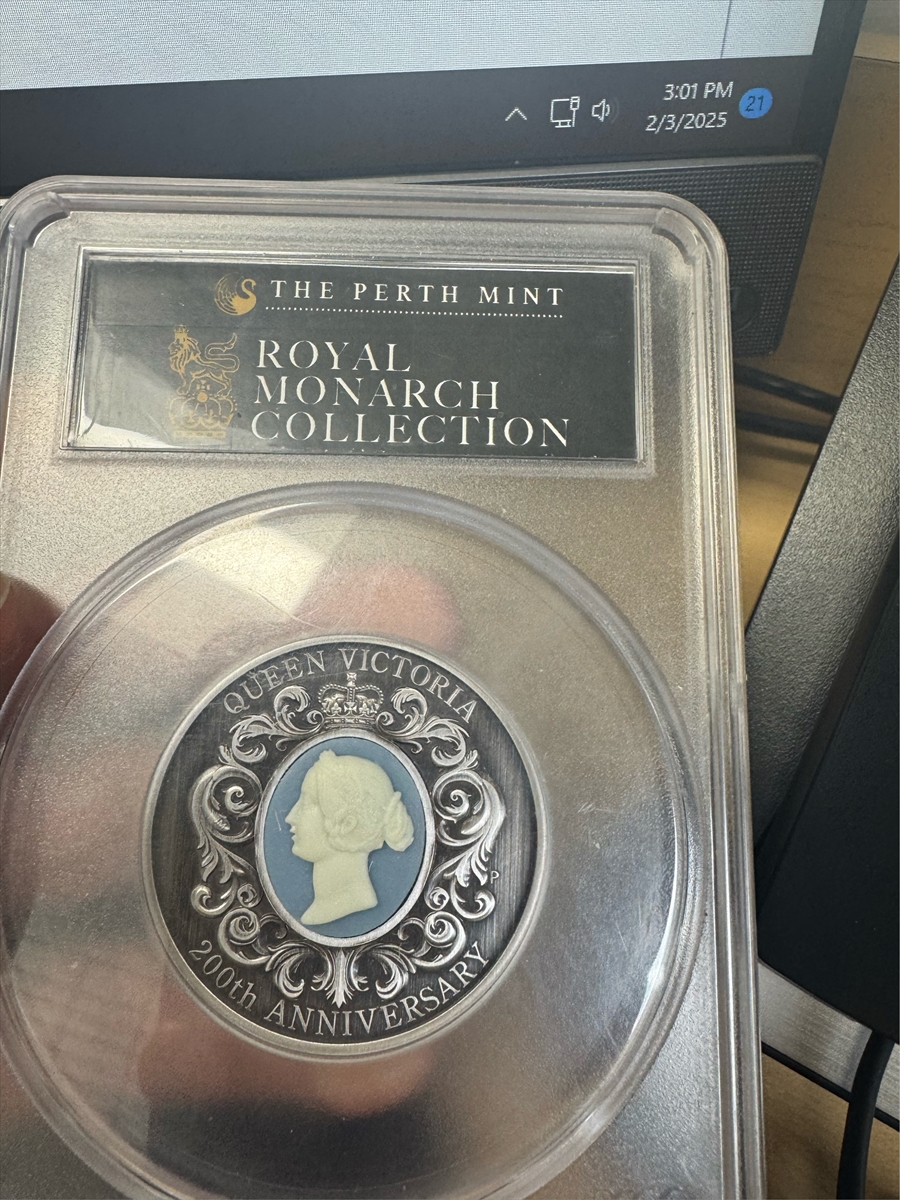 3:01 PM
2/3/2025
21
THE PERTH MINT
ROYAL
MONARCH
COLLECTION
QUEEN VICTORIA
P
200th ANNIVERSARY